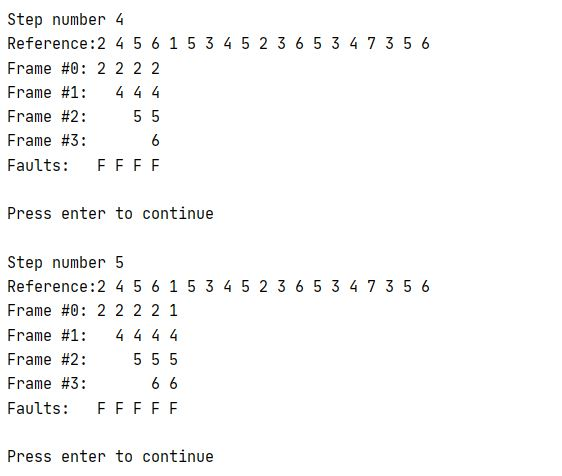 Step number 4
Reference:2 4 5 6 1 5 3 4 5 2 3 6 5 3 4 7 3 5 6
Frame #0: 2 2 2 2
Frame #1:   4 4 4
Frame #2:     5 5
Frame #3:       6
Faults:   F F F F
Press enter to continue
Step number 5
Reference:2 4 5 6 1 5 3 4 5 2 3 6 5 3 4 7 3 5 6
Frame #0: 2 2 2 2 1
Frame #1:   4 4 4 4
Frame #2:     5 5 5
Frame #3:       6 6
Faults:   F F F F F
Press enter to continue